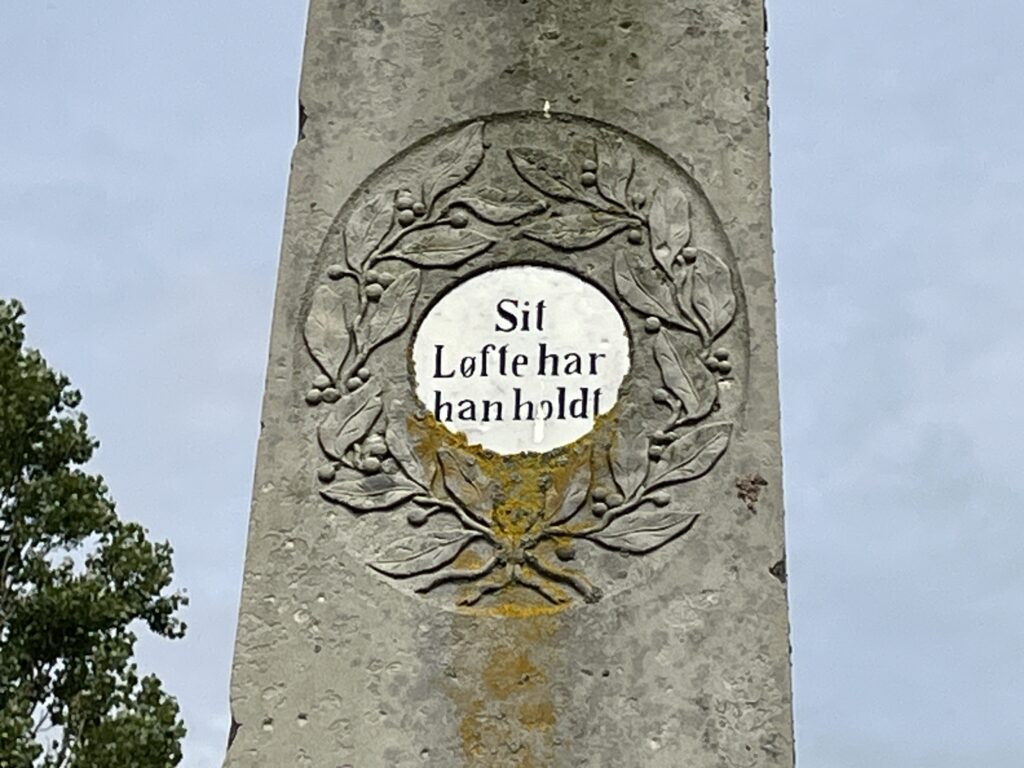 Sit
Løfte har
han holdt